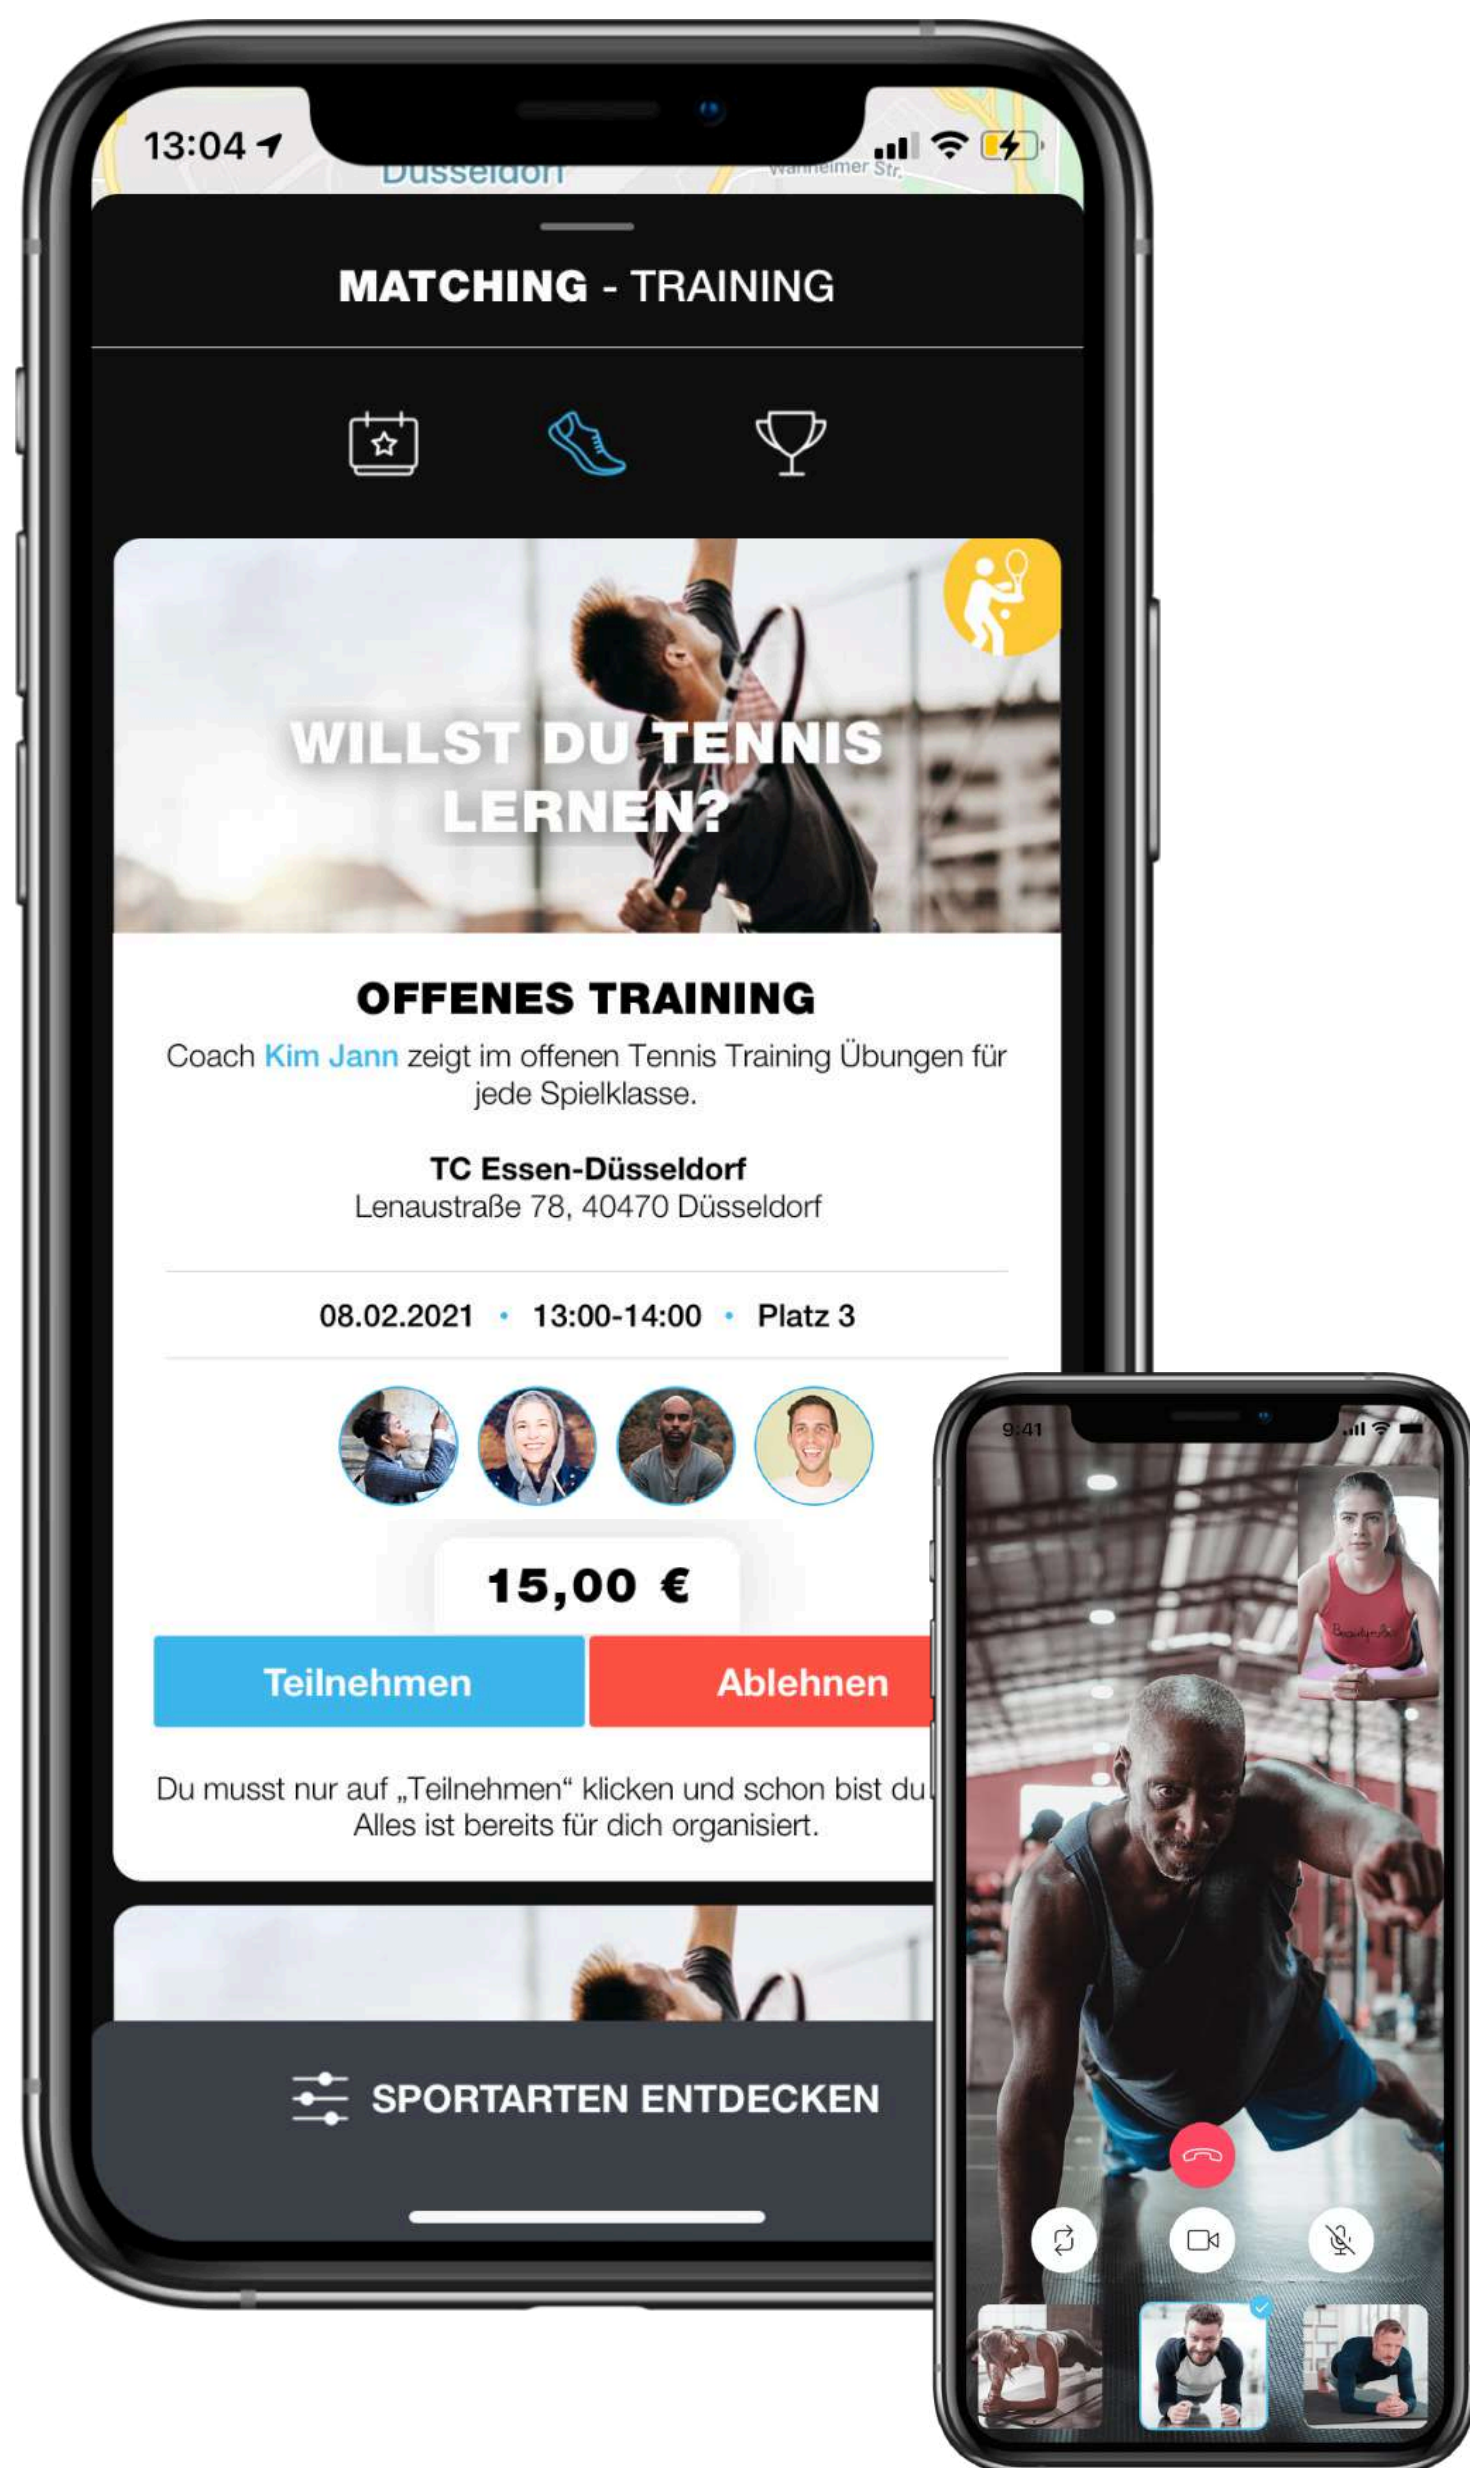 13:04
Düsseldorf
MATCHING - TRAINING
WILLST DU TENNIS
LERNEN?
OFFENES TRAINING
Coach Kim Jann zeigt im offenen Tennis Training Übungen für
jede Spielklasse.
TC Essen-Düsseldorf
Lenaustraße 78, 40470 Düsseldorf
08.02.2021 • 13:00-14:00 • Platz 3
15,00 €
Teilnehmen
Ablehnen
Du musst nur auf „Teilnehmen“ klicken und schon bist du
Alles ist bereits für dich organisiert.
SPORTARTEN ENTDECKEN
9:41